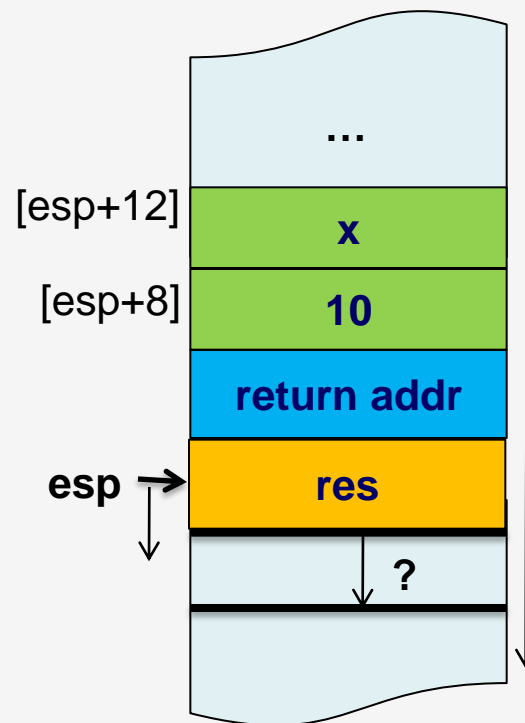 ...
[esp+12]
x
[esp+8]
10
return addr
esp
res
?